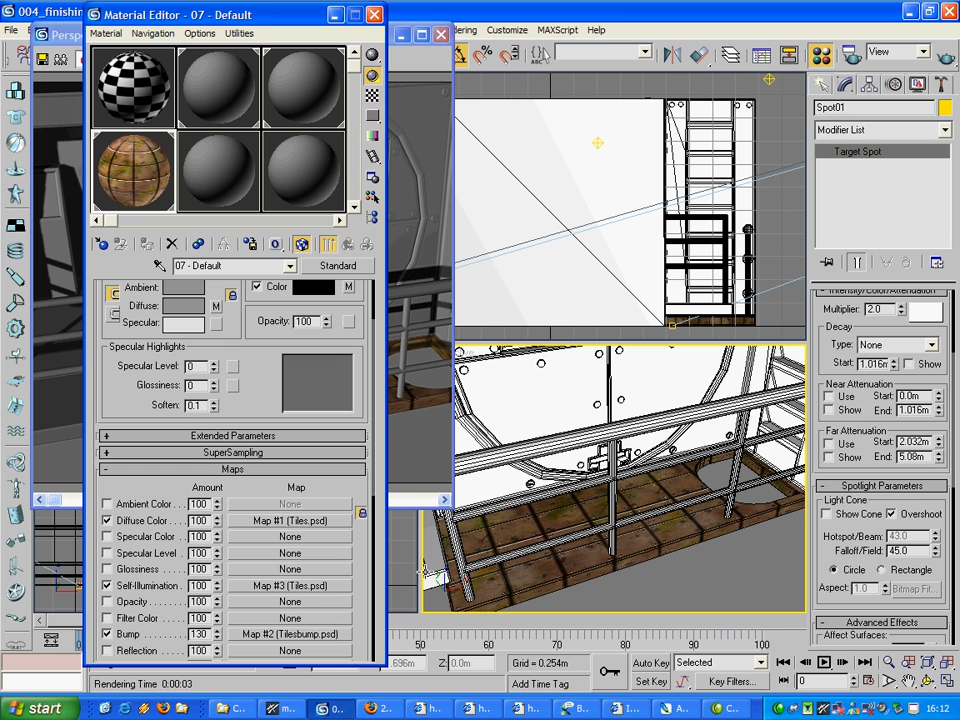 004_finishin
Material Editor - 07 - Default
File
Persp
Material Navigation Options Utilities
dering Customize MAXScript Help
ABC
View
Spot01
Modifier List
Target Spot
07 - Default
Standard
Ambient:
Color M
Diffuse: M
Specular:
Opacity: 100
Specular Highlights
Specular Level: 0
Glossiness: 0
Soften: 0.1
+ Extended Parameters
+ SuperSampling
- Maps
Amount Map
Ambient Color . . . 100 None
Diffuse Color . . . . 100 Map #1 (Tiles.psd)
Specular Color . . 100 None
Specular Level . . 100 None
Glossiness . . . . . 100 None
Self-Illumination . 100 Map #3 (Tiles.psd)
Opacity . . . . . . . 100 None
Filter Color . . . . . 100 None
Bump . . . . . . . . 130 Map #2 (Tilesbump.psd)
Reflection . . . . . 100 None
Intensity/Color/Attenuation
Multiplier: 2.0
Decay
Type: None
Start: 1.016m Show
Near Attenuation
Use Start: 0.0m
Show End: 1.016m
Far Attenuation
Use Start: 2.032m
Show End: 5.08m
- Spotlight Parameters
Light Cone
Show Cone Overshoot
Hotspot/Beam: 43.0
Falloff/Field: 45.0
Circle Rectangle
Aspect: 1.0 Bitmap Fit...
- Advanced Effects
Affect Surfaces:
50 60 70 80 90 100
.696m Z: 0.0m Grid = 0.254m
Auto Key Selected
Rendering Time 0:00:03
Add Time Tag
Set Key Key Filters...
0
start
C... m... 0... 2... h... h... h... B... I... A... C...
16:12